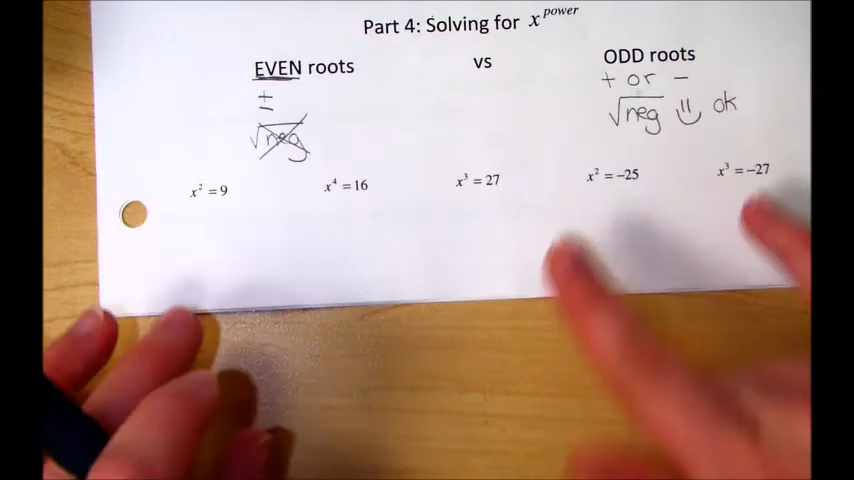 Part 4: Solving for x^power
EVEN roots vs ODD roots
± + or -
√neg √neg ok
x² = 9 x⁴ = 16 x³ = 27 x² = -25 x³ = -27